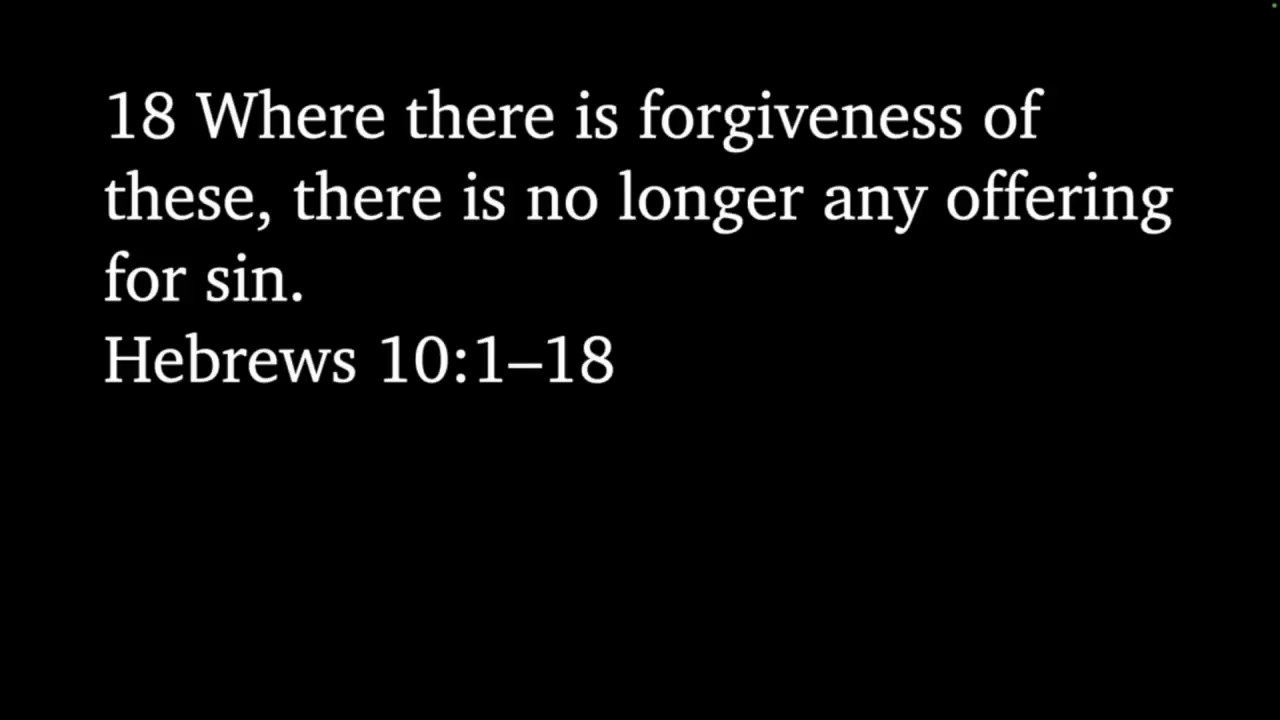 18 Where there is forgiveness of
these, there is no longer any offering
for sin.
Hebrews 10:1–18